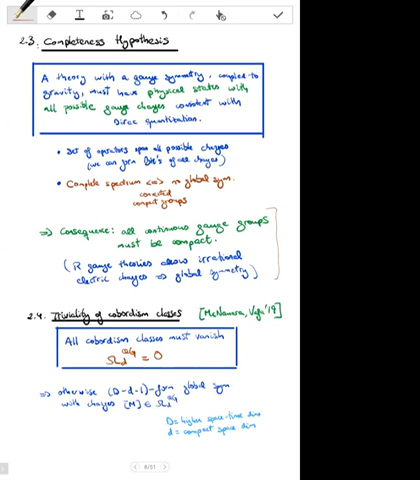 2.3. Completeness Hypothesis
A theory with a gauge symmetry, coupled to
gravity, must have physical states with
all possible gauge charges consistent with
Dirac quantization.
• Set of operators span all possible charges
(we can form BH's of all charges)
• Complete spectrum <=> no global sym.
connected
compact groups
=> Consequence: all continuous gauge groups
must be compact.
(R gauge theories allow irrational
electric charges => global symmetry)
2.4. Triviality of cobordism classes [McNamara, Vafa '19]
All cobordism classes must vanish
Ω_d^QG = 0
=> otherwise (D-d-1)-form global sym
with charges [M] ∈ Ω_d^QG
D = higher space-time dim
d = compact space dim
8/51